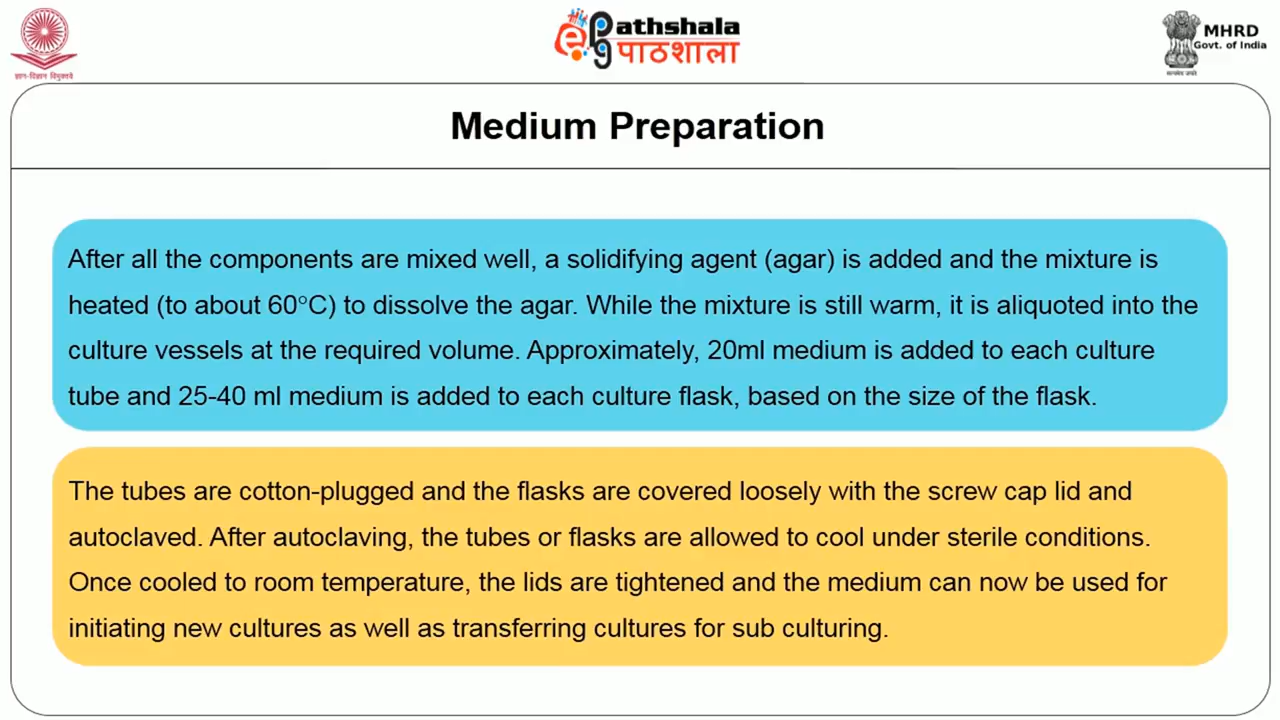 ज्ञान-विज्ञान विमुक्तये
ePathshala
पाठशाला
सत्यमेव जयते
MHRD
Govt. of India
Medium Preparation
After all the components are mixed well, a solidifying agent (agar) is added and the mixture is
heated (to about 60°C) to dissolve the agar. While the mixture is still warm, it is aliquoted into the
culture vessels at the required volume. Approximately, 20ml medium is added to each culture
tube and 25-40 ml medium is added to each culture flask, based on the size of the flask.
The tubes are cotton-plugged and the flasks are covered loosely with the screw cap lid and
autoclaved. After autoclaving, the tubes or flasks are allowed to cool under sterile conditions.
Once cooled to room temperature, the lids are tightened and the medium can now be used for
initiating new cultures as well as transferring cultures for sub culturing.